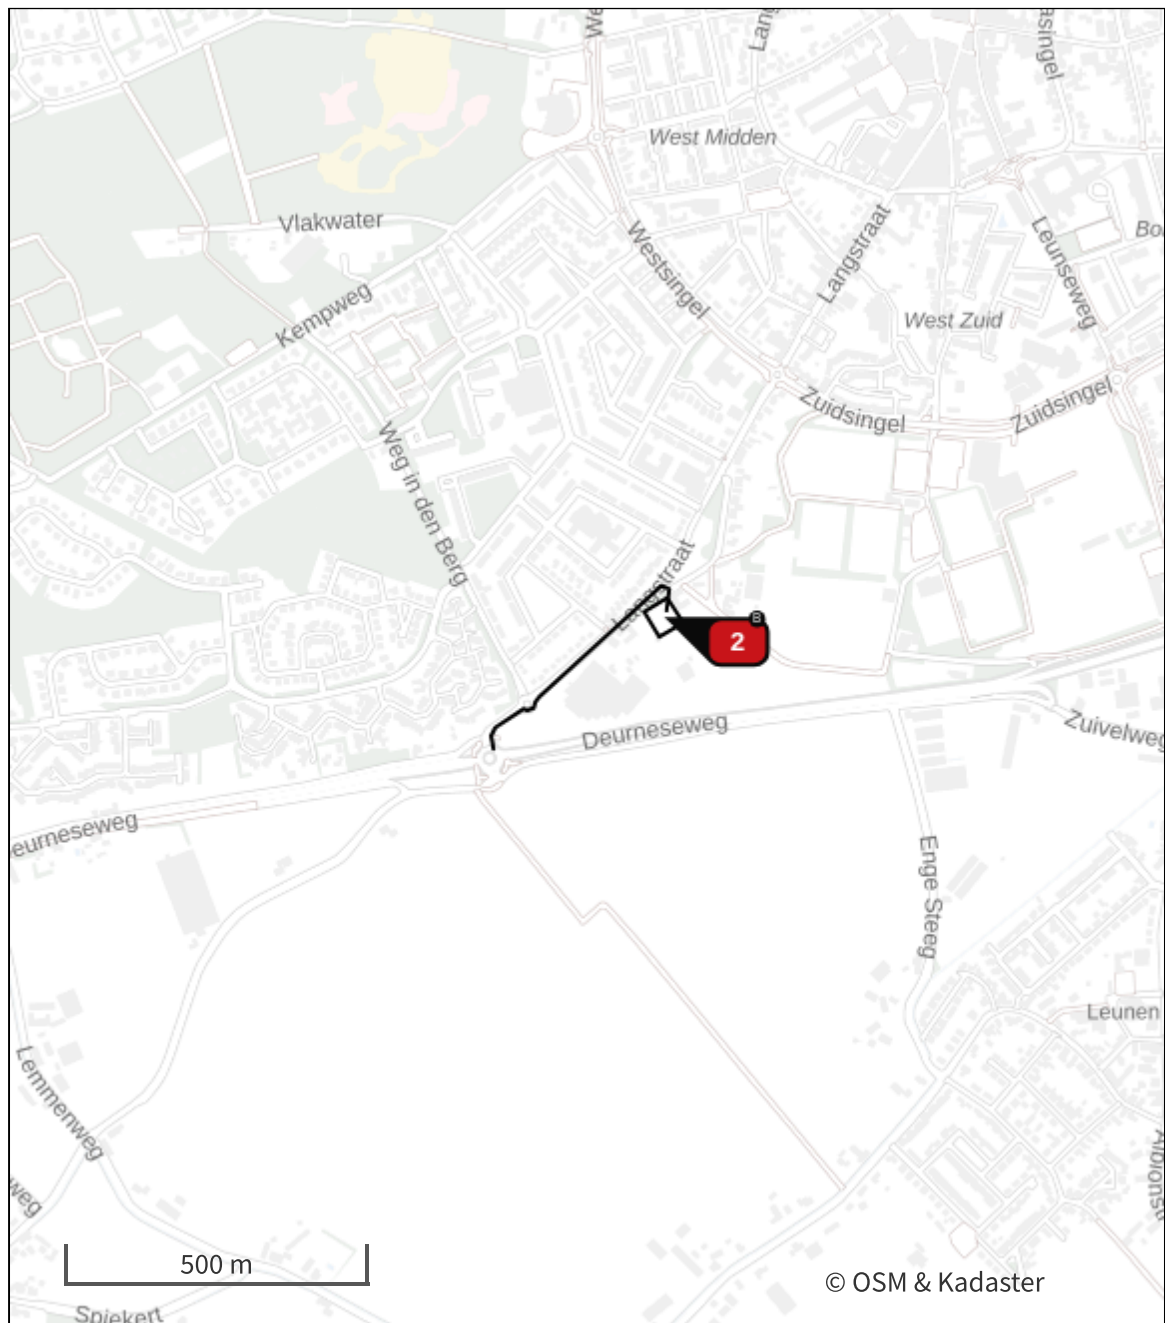 West Midden
Vlakwater
Westsingel
Langstraat
Leunseweg
Kempweg
West Zuid
Zuidsingel
Zuidsingel
Weg in den Berg
Langstraat
B
2
Deurneseweg
Zuivelweg
eurneseweg
Enge Steeg
Leunen
Lemmenweg
weg
500 m
© OSM & Kadaster
Spiekert